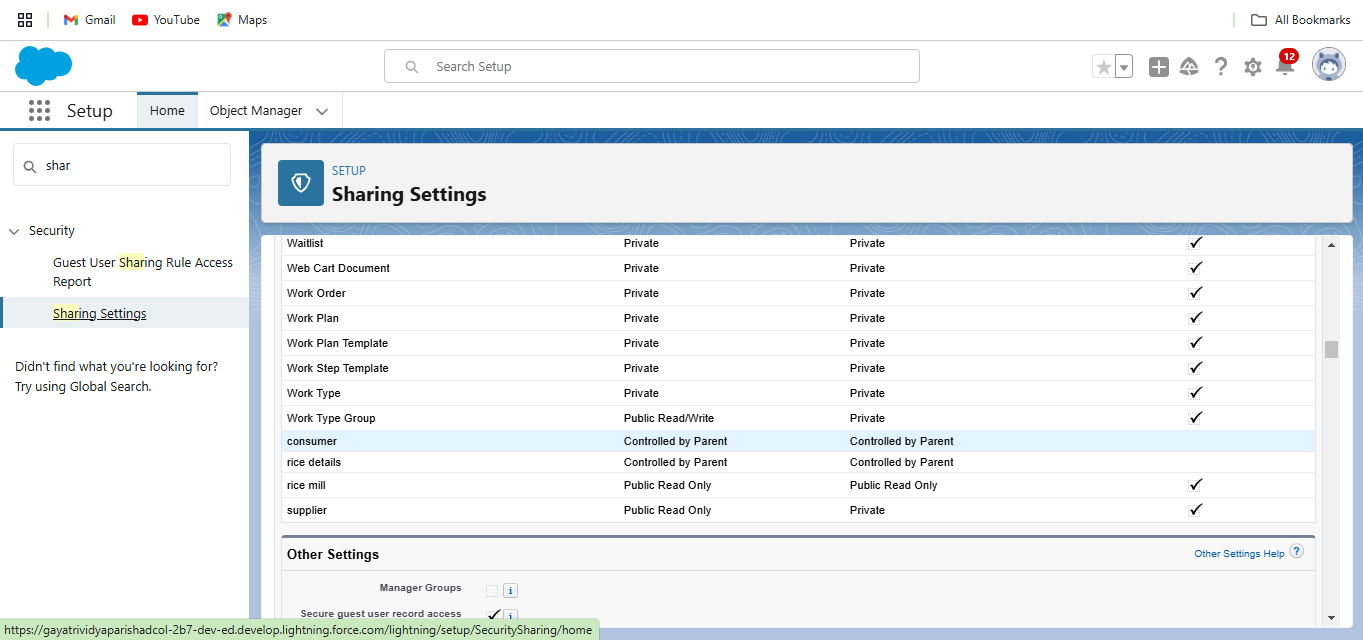 Gmail YouTube Maps All Bookmarks
Search Setup 12
Setup Home Object Manager
shar
SETUP
Sharing Settings
Security
Guest User Sharing Rule Access
Report
Sharing Settings
Didn't find what you're looking for?
Try using Global Search.
Waitlist Private Private
Web Cart Document Private Private
Work Order Private Private
Work Plan Private Private
Work Plan Template Private Private
Work Step Template Private Private
Work Type Private Private
Work Type Group Public Read/Write Private
consumer Controlled by Parent Controlled by Parent
rice details Controlled by Parent Controlled by Parent
rice mill Public Read Only Public Read Only
supplier Public Read Only Private
Other Settings Other Settings Help ?
Manager Groups i
Secure guest user record access i
https://gayatrividyaparishadcol-2b7-dev-ed.develop.lightning.force.com/lightning/setup/SecuritySharing/home